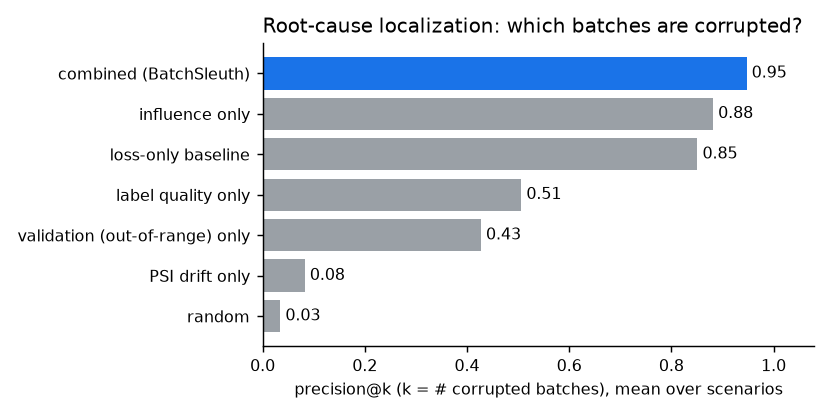 Root-cause localization: which batches are corrupted?
combined (BatchSleuth) 0.95
influence only 0.88
loss-only baseline 0.85
label quality only 0.51
validation (out-of-range) only 0.43
PSI drift only 0.08
random 0.03
0.0 0.2 0.4 0.6 0.8 1.0
precision@k (k = # corrupted batches), mean over scenarios